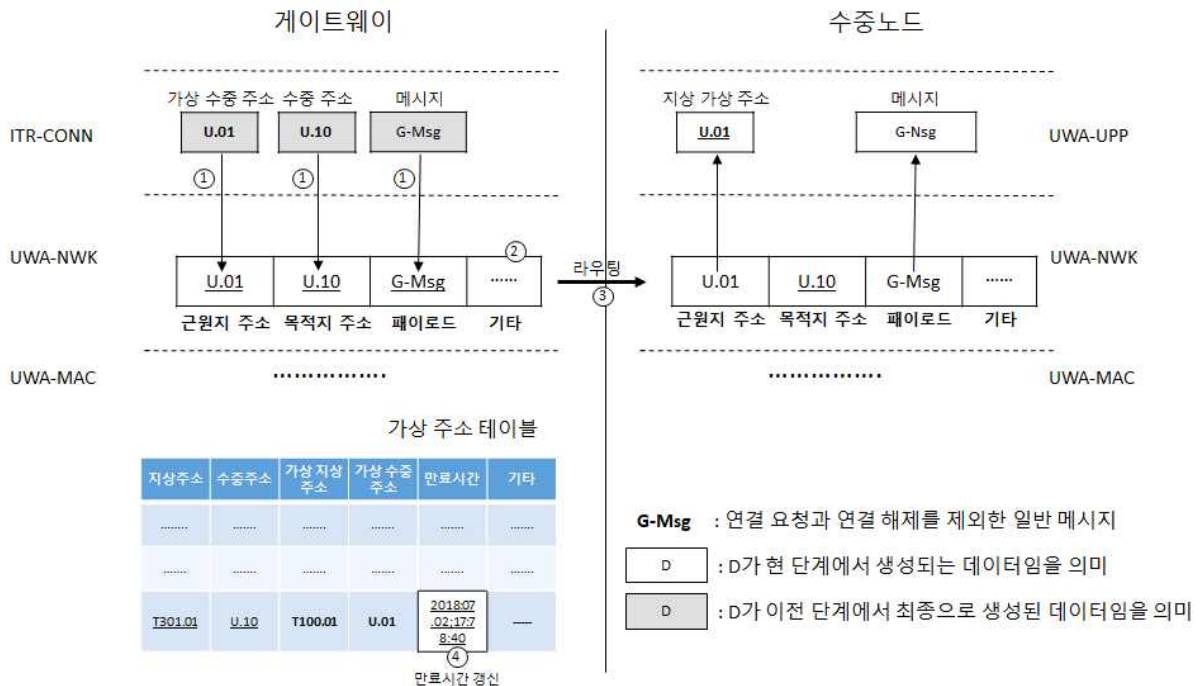 게이트웨이
수중노드
가상 수중 주소 수중 주소 메시지
지상 가상 주소 메시지
ITR-CONN U.01 U.10 G-Msg
U.01 G-Nsg UWA-UPP
① ① ①
UWA-NWK ②
UWA-NWK
U.01 U.10 G-Msg ……
라우팅
③
U.01 U.10 G-Msg ……
근원지 주소 목적지 주소 패이로드 기타
근원지 주소 목적지 주소 패이로드 기타
UWA-MAC …………….
……………. UWA-MAC
가상 주소 테이블
지상주소 수중주소 가상 지상 주소 가상 수중 주소 만료시간 기타
....... ....... ....... ....... ....... .......
....... ....... ....... ....... ....... .......
T301.01 U.10 T100.01 U.01 2018:07
.02;17:7
8:40 -----
④
만료시간 갱신
G-Msg : 연결 요청과 연결 해제를 제외한 일반 메시지
D : D가 현 단계에서 생성되는 데이터임을 의미
D : D가 이전 단계에서 최종으로 생성된 데이터임을 의미